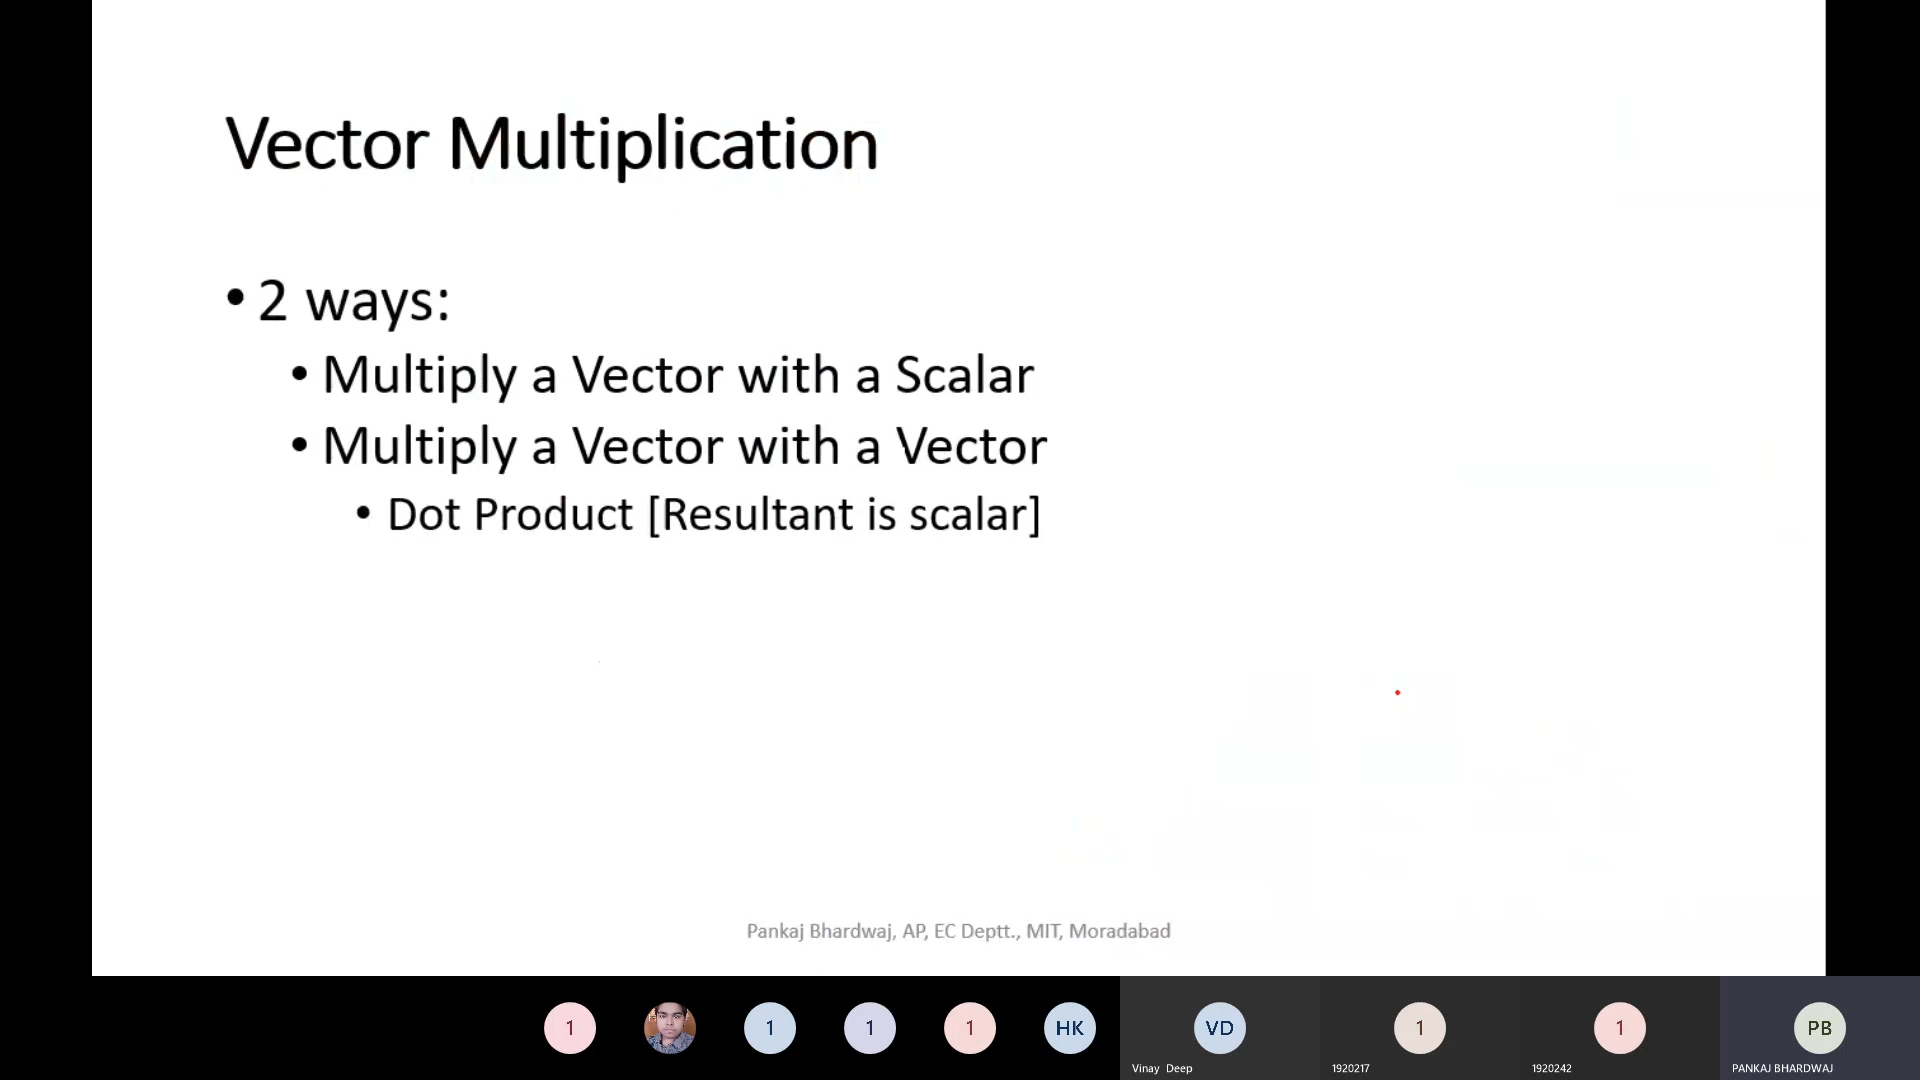 Vector Multiplication
• 2 ways:
• Multiply a Vector with a Scalar
• Multiply a Vector with a Vector
• Dot Product [Resultant is scalar]
Pankaj Bhardwaj, AP, EC Deptt., MIT, Moradabad
1 1 1 1 HK VD 1 1 PB
Vinay Deep 1920217 1920242 PANKAJ BHARDWAJ